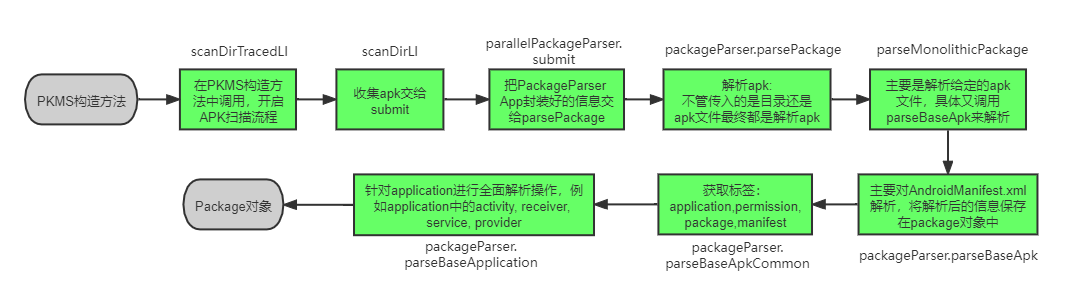 PKMS构造方法
scanDirTracedLI
在PKMS构造方
法中调用，开启
APK扫描流程
scanDirLI
收集apk交给
submit
parallelPackageParser.
submit
把PackageParser
App封装好的信息交
给parsePackage
packageParser.parsePackage
解析apk:
不管传入的是目录还是
apk文件最终都是解析apk
parseMonolithicPackage
主要是解析给定的apk
文件，具体又调用
parseBaseApk来解析
主要对AndroidManifest.xml
解析，将解析后的信息保存
在package对象中
packageParser.parseBaseApk
获取标签：
application,permission,
package,manifest
packageParser.
parseBaseApkCommon
针对application进行全面解析操作，例
如application中的activity, receiver,
service, provider
packageParser.
parseBaseApplication
Package对象